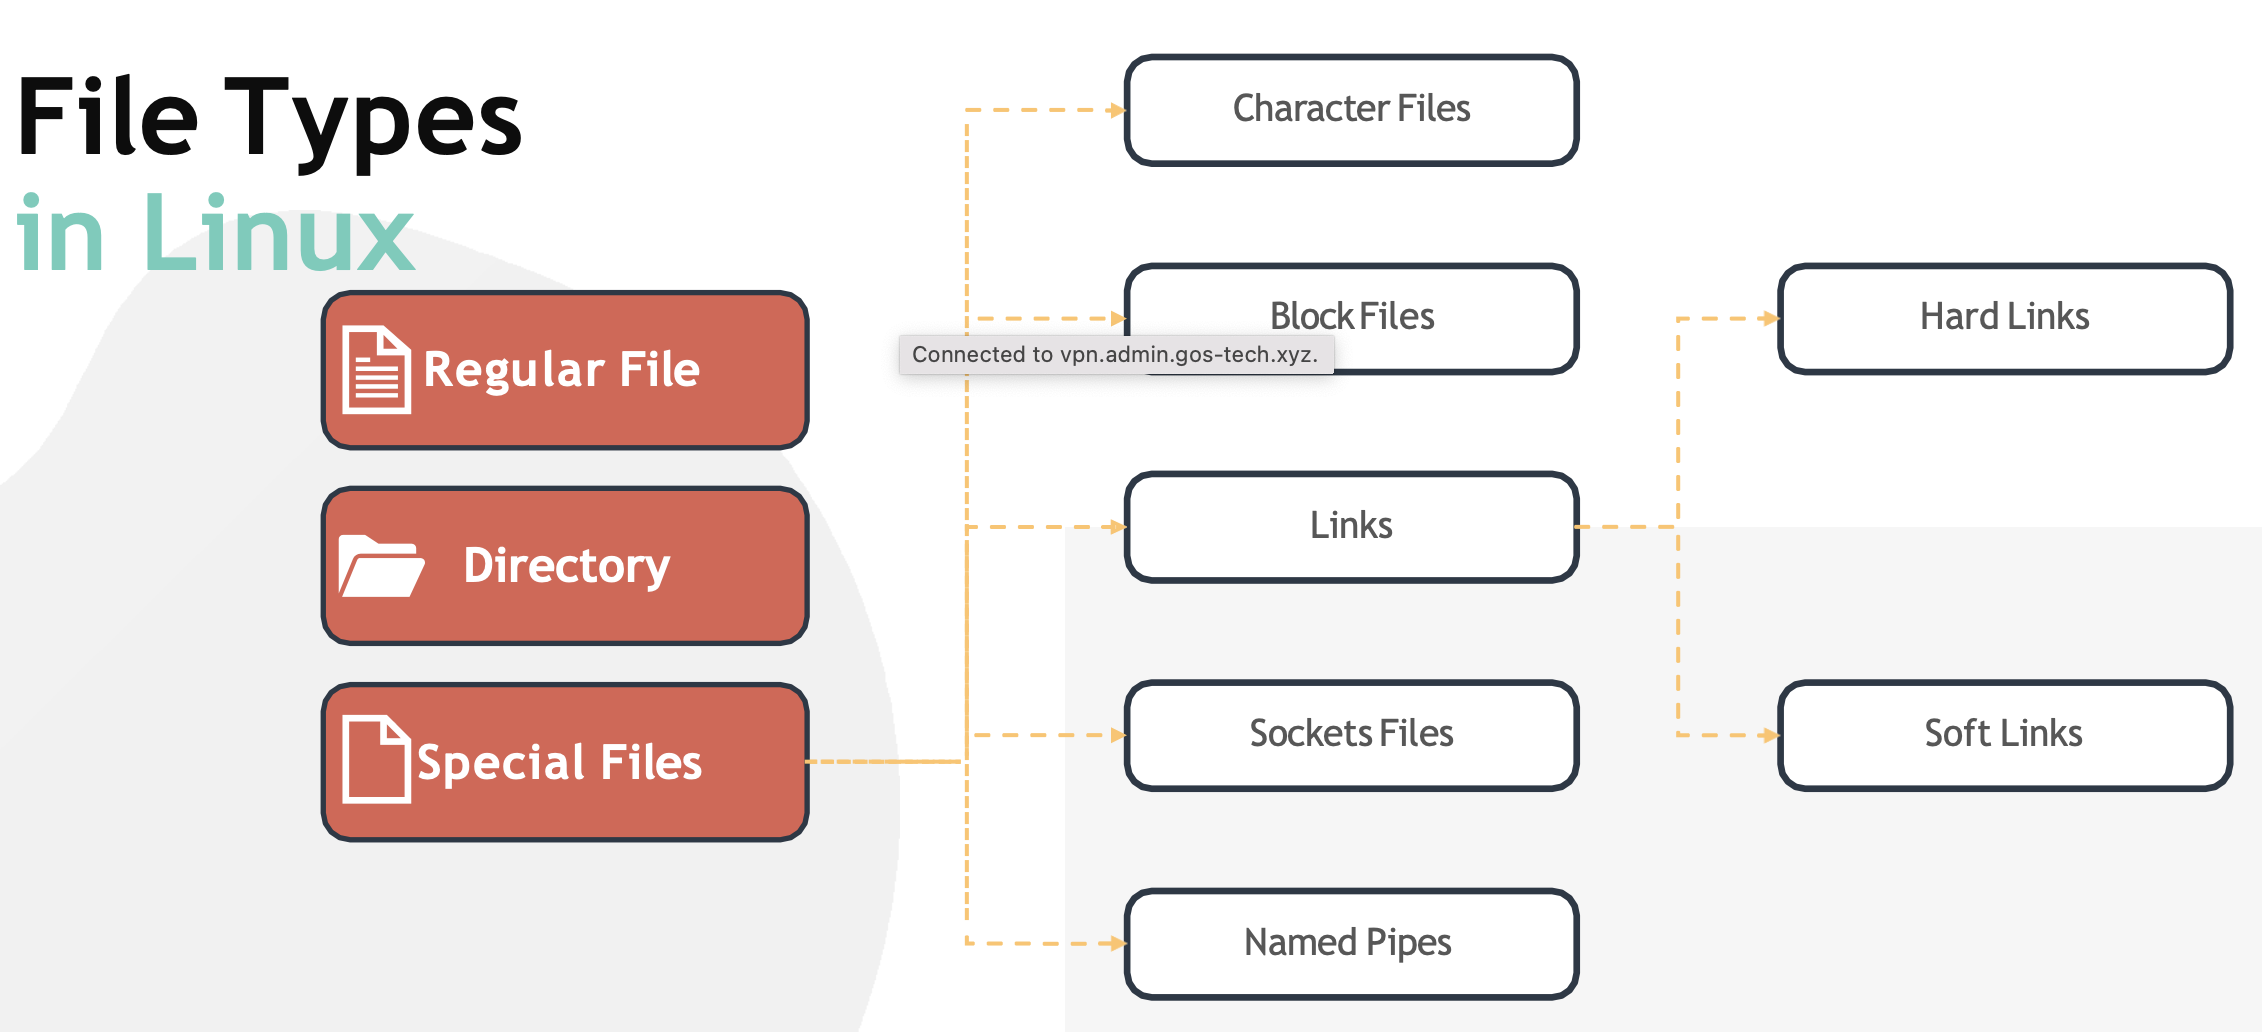 File Types
in Linux
Regular File
Directory
Special Files
Character Files
Block Files
Connected to vpn.admin.gos-tech.xyz.
Links
Sockets Files
Named Pipes
Hard Links
Soft Links